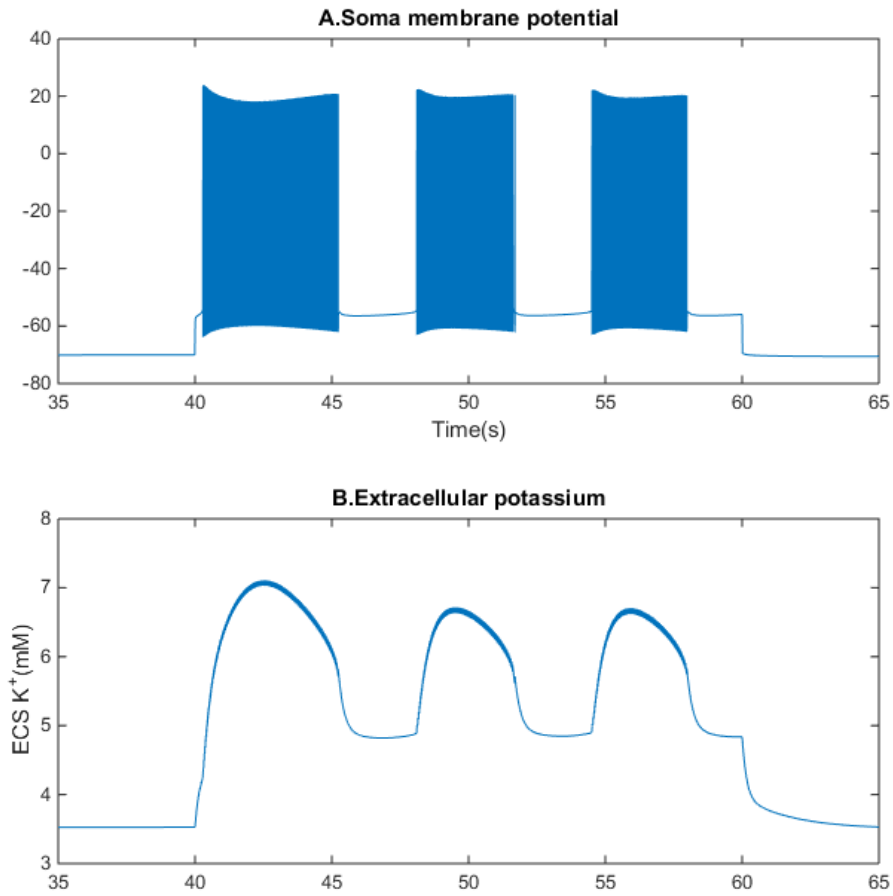 A.Soma membrane potential
40
20
0
-20
-40
-60
-80
35 40 45 50 55 60 65
Time(s)
B.Extracellular potassium
8
7
6
5
4
3
ECS K⁺(mM)
35 40 45 50 55 60 65